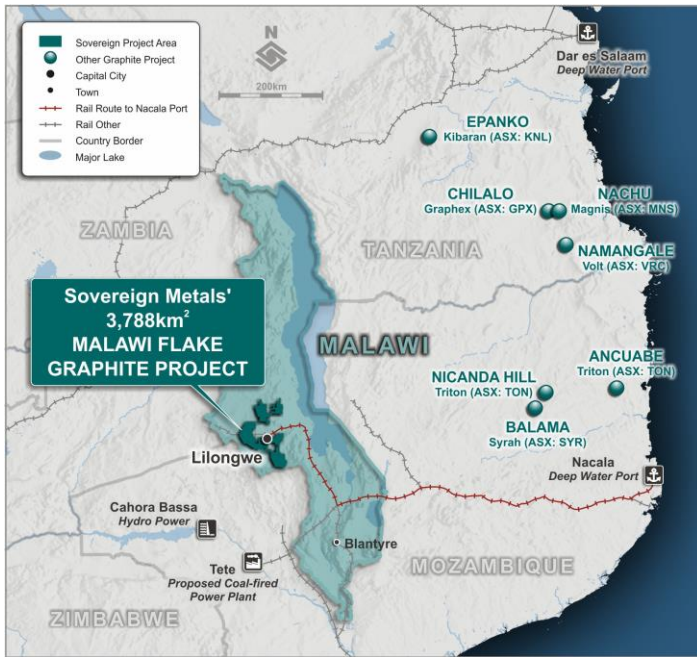 Sovereign Project Area
Other Graphite Project
Capital City
Town
Rail Route to Nacala Port
Rail Other
Country Border
Major Lake
N
200km
Dar es Salaam
Deep Water Port
EPANKO
Kibaran (ASX: KNL)
CHILALO
Graphex (ASX: GPX)
NACHU
Magnis (ASX: MNS)
ZAMBIA
TANZANIA
NAMANGALE
Volt (ASX: VRC)
Sovereign Metals'
3,788km²
MALAWI FLAKE
GRAPHITE PROJECT
MALAWI
NICANDA HILL
Triton (ASX: TON)
ANCUABE
Triton (ASX: TON)
BALAMA
Syrah (ASX: SYR)
Lilongwe
Nacala
Deep Water Port
Cahora Bassa
Hydro Power
Blantyre
Tete
Proposed Coal-fired
Power Plant
MOZAMBIQUE
ZIMBABWE